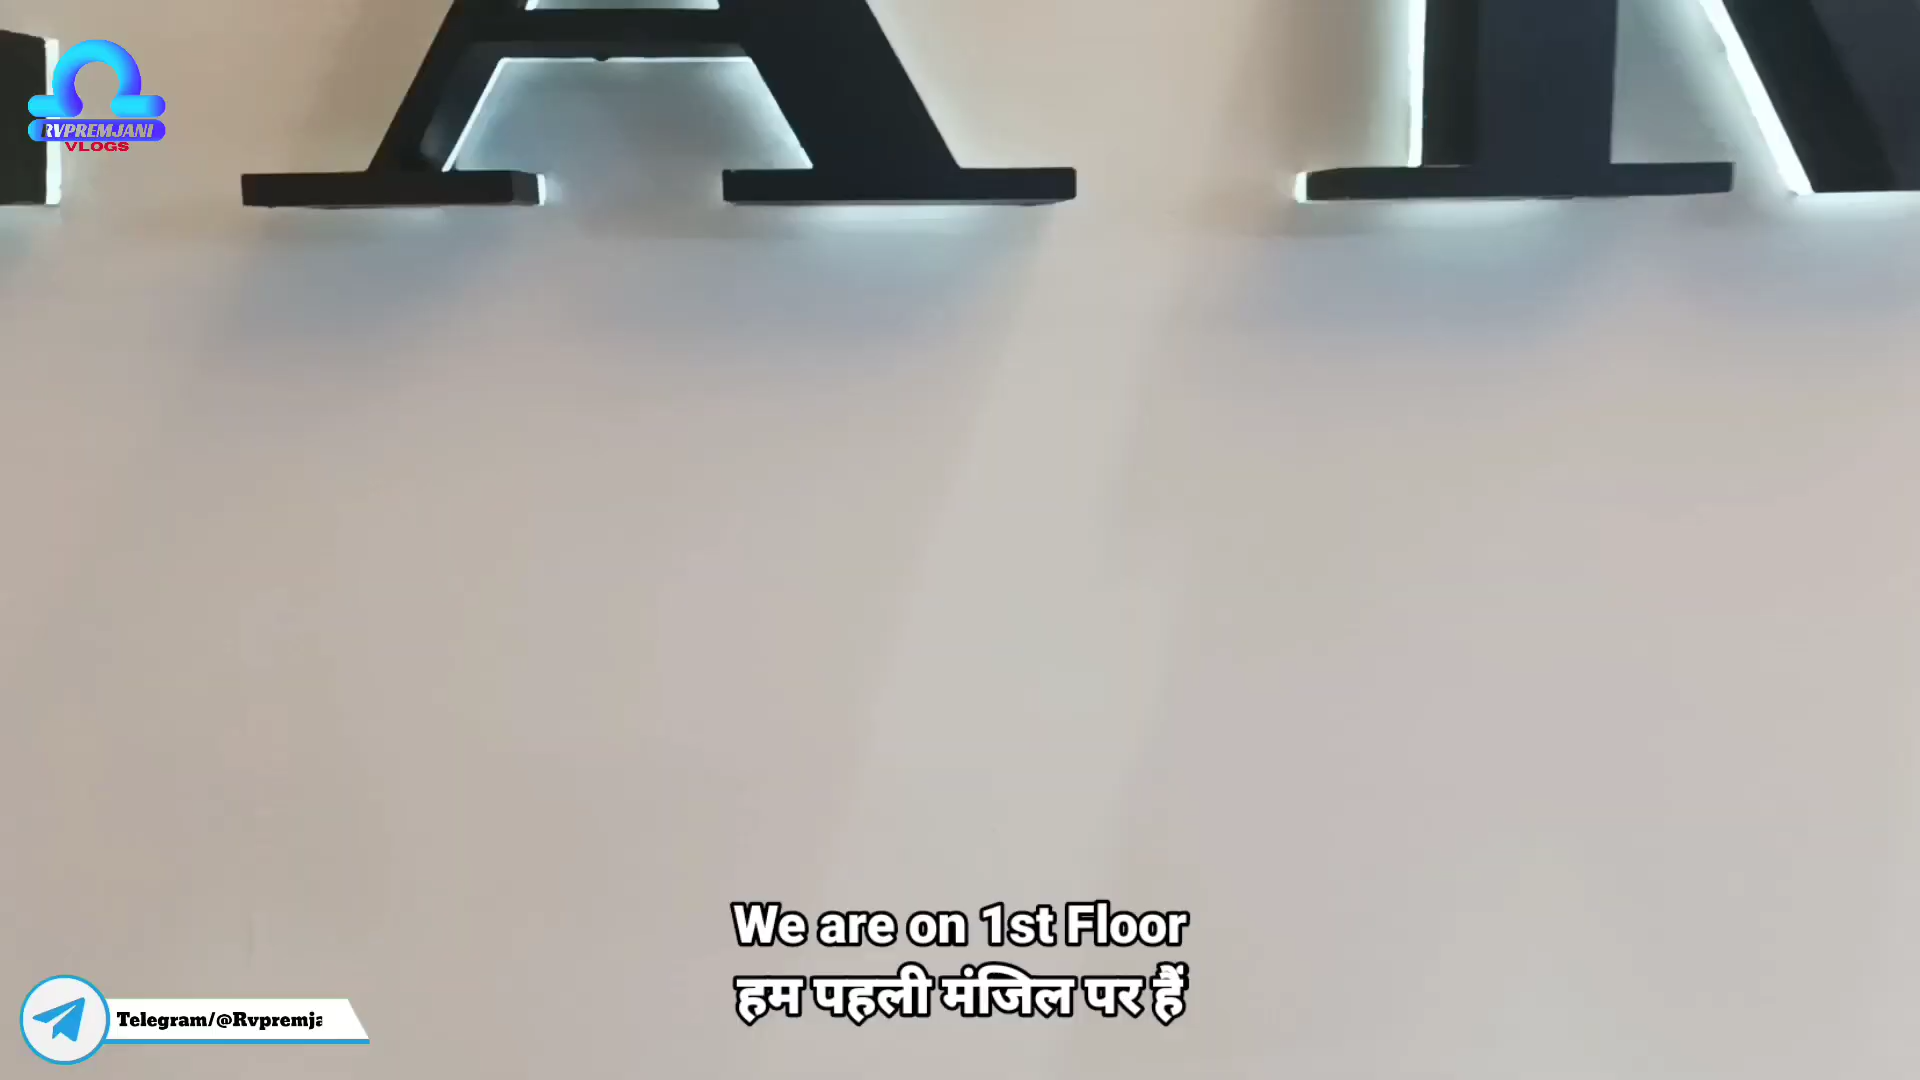 RVPREMJANI
VLOGS
We are on 1st Floor
हम पहली मंजिल पर हैं
Telegram/@Rvpremja